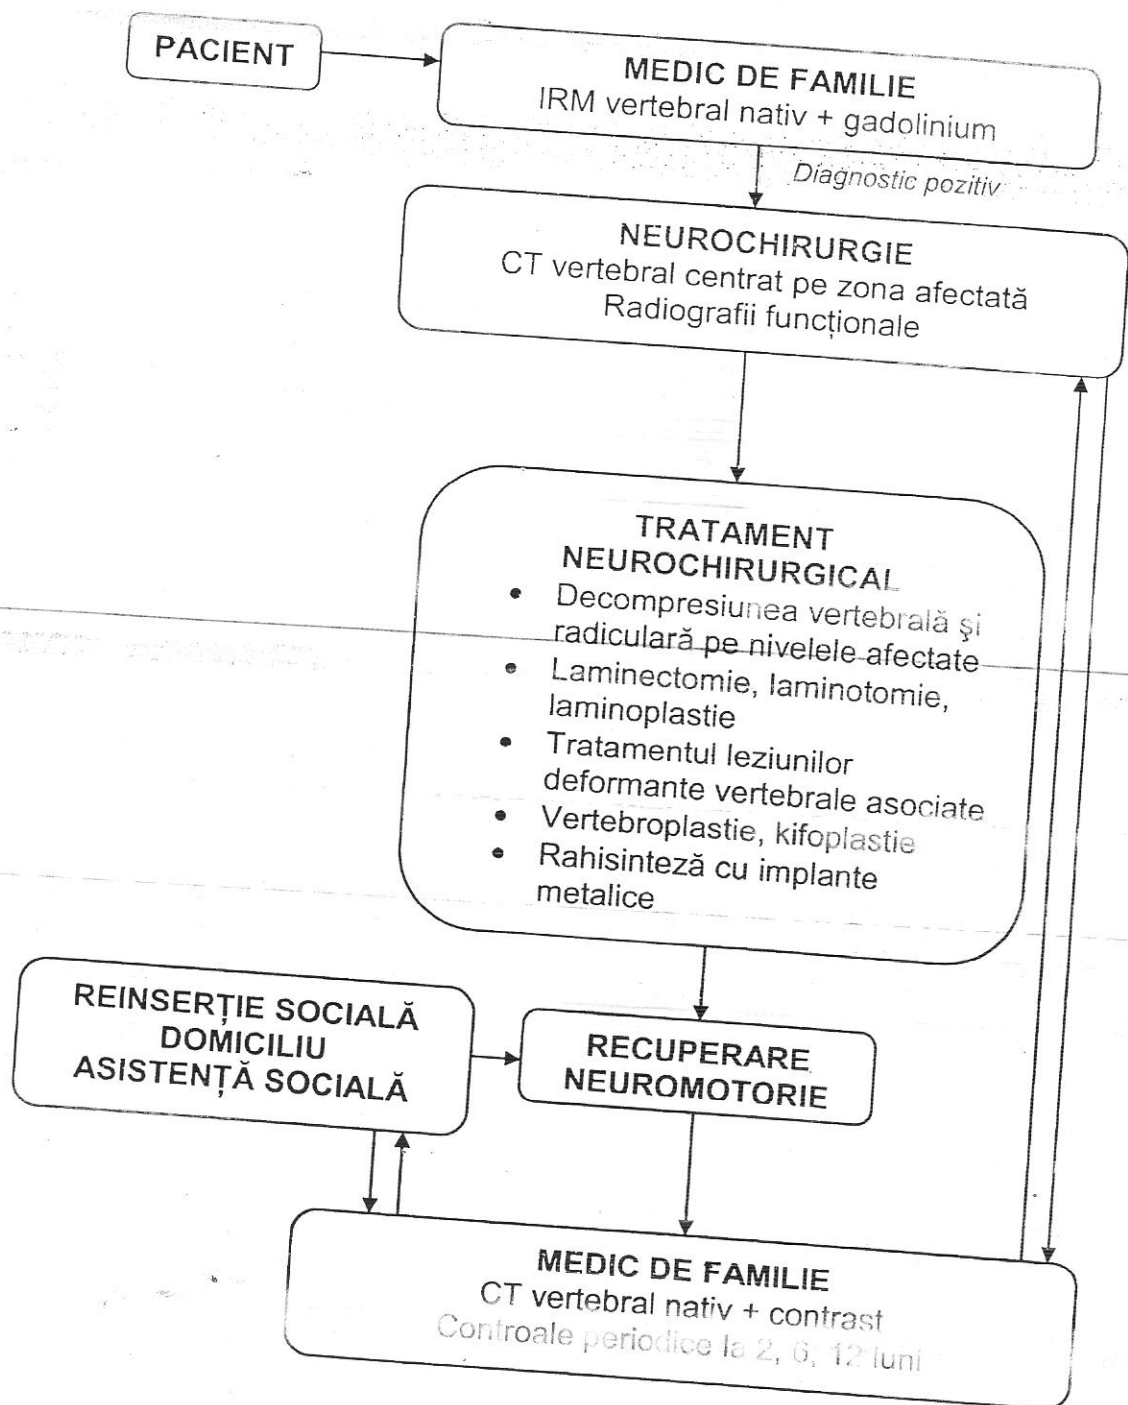 PACIENT
MEDIC DE FAMILIE
IRM vertebral nativ + gadolinium
Diagnostic pozitiv
NEUROCHIRURGIE
CT vertebral centrat pe zona afectată
Radiografii funcționale
TRATAMENT
NEUROCHIRURGICAL
• Decompresiunea vertebrală și
radiculară pe nivelele afectate
• Laminectomie, laminotomie,
laminoplastie
• Tratamentul leziunilor
deformante vertebrale asociate
• Vertebroplastie, kifoplastie
• Rahisinteză cu implante
metalice
REINSERȚIE SOCIALĂ
DOMICILIU
ASISTENȚĂ SOCIALĂ
RECUPERARE
NEUROMOTORIE
MEDIC DE FAMILIE
CT vertebral nativ + contrast
Controale periodice la 2, 6, 12 luni